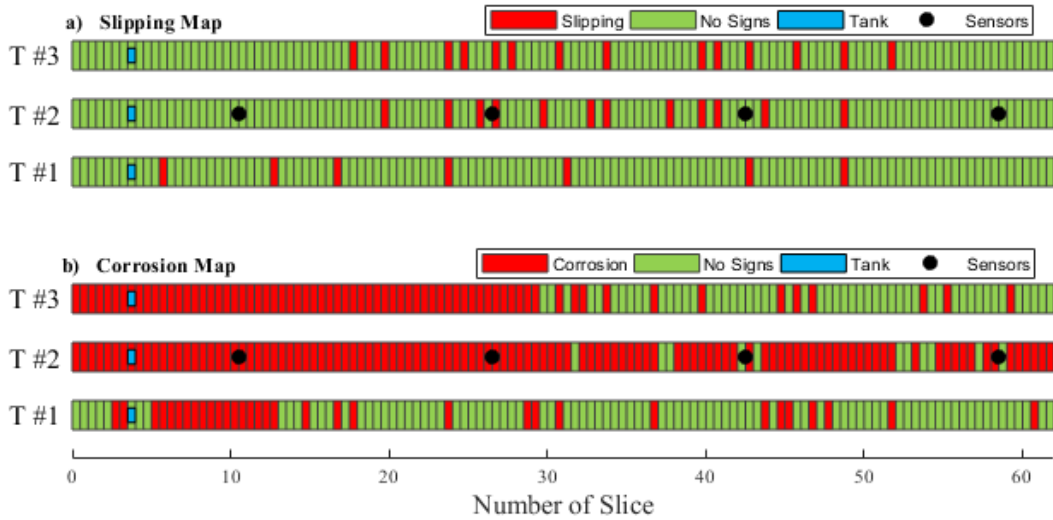 a) Slipping Map
Slipping No Signs Tank Sensors
T #3
T #2
T #1
b) Corrosion Map
Corrosion No Signs Tank Sensors
T #3
T #2
T #1
0 10 20 30 40 50 60
Number of Slice